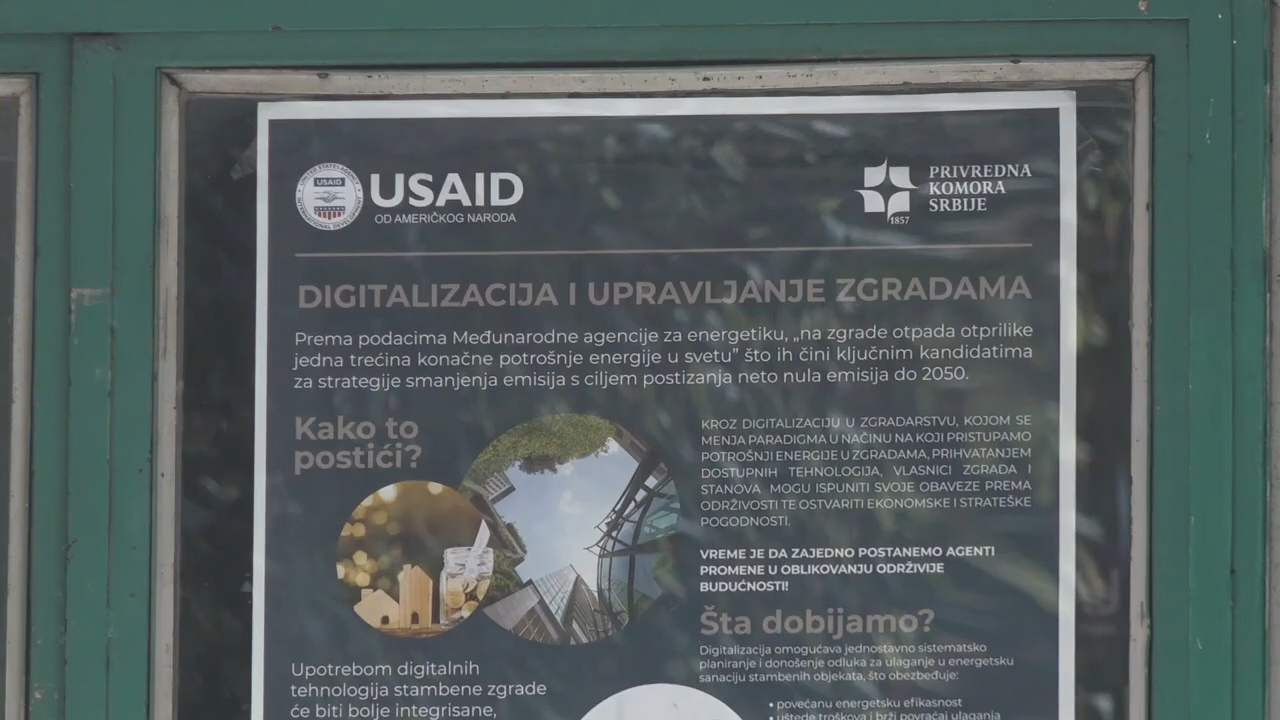 UNITED STATES AGENCY
USAID
INTERNATIONAL DEVELOPMENT
USAID
OD AMERIČKOG NARODA
PRIVREDNA
KOMORA
SRBIJE
1857
DIGITALIZACIJA I UPRAVLJANJE ZGRADAMA
Prema podacima Međunarodne agencije za energetiku, „na zgrade otpada otprilike
jedna trećina konačne potrošnje energije u svetu” što ih čini ključnim kandidatima
za strategije smanjenja emisija s ciljem postizanja neto nula emisija do 2050.
Kako to
postići?
KROZ DIGITALIZACIJU U ZGRADARSTVU, KOJOM SE
MENJA PARADIGMA U NAČINU NA KOJI PRISTUPAMO
POTROŠNJI ENERGIJE U ZGRADAMA, PRIHVATANJEM
DOSTUPNIH TEHNOLOGIJA, VLASNICI ZGRADA I
STANOVA MOGU ISPUNITI SVOJE OBAVEZE PREMA
ODRŽIVOSTI TE OSTVARITI EKONOMSKE I STRATEŠKE
POGODNOSTI.
VREME JE DA ZAJEDNO POSTANEMO AGENTI
PROMENE U OBLIKOVANJU ODRŽIVIJE
BUDUĆNOSTI!
Šta dobijamo?
Digitalizacija omogućava jednostavno sistematsko
planiranje i donošenje odluka za ulaganje u energetsku
sanaciju stambenih objekata, što obezbeđuje:
• povećanu energetsku efikasnost
• uštede troškova i brži povraćaj ulaganja
Upotrebom digitalnih
tehnologija stambene zgrade
će biti bolje integrisane,